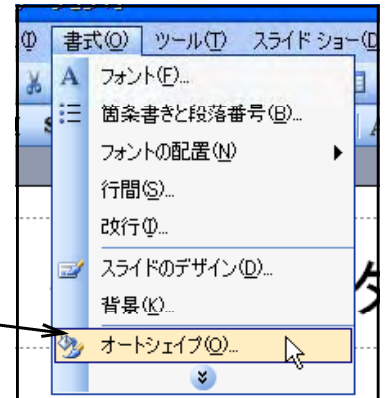 書式(O) ツール(T) スライド ショー(D
A フォント(F)...
箇条書きと段落番号(B)...
フォントの配置(N)
行間(S)...
改行(I)...
スライドのデザイン(D)...
背景(K)...
オートシェイプ(O)...